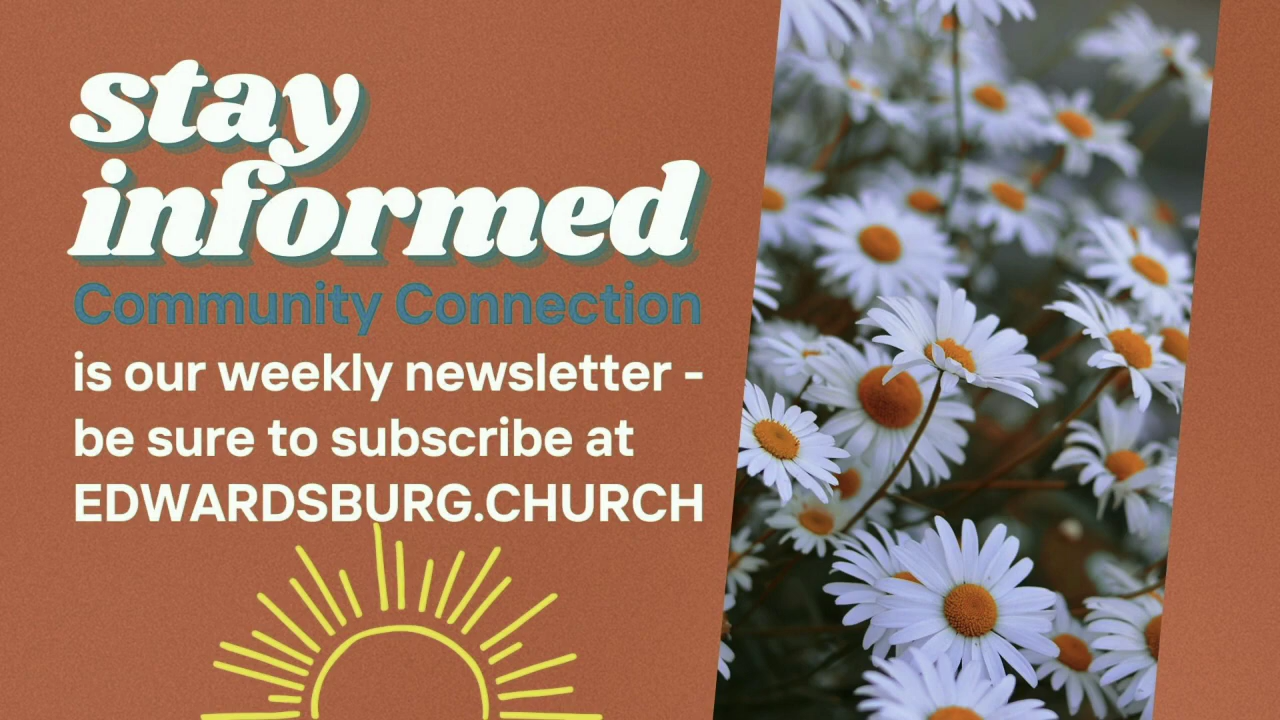 stay
informed
Community Connection
is our weekly newsletter -
be sure to subscribe at
EDWARDSBURG.CHURCH